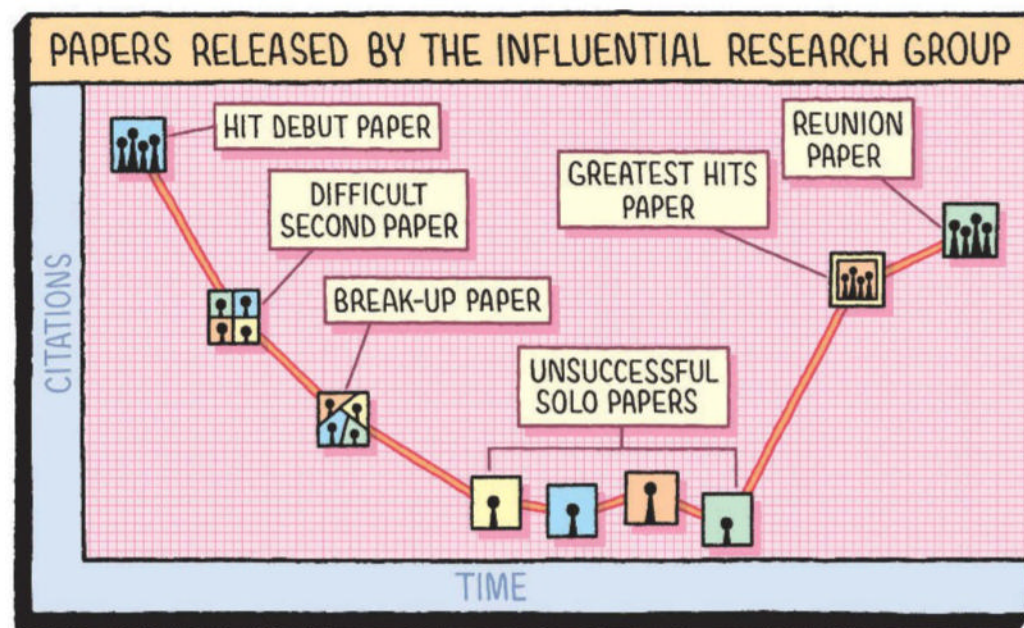 PAPERS RELEASED BY THE INFLUENTIAL RESEARCH GROUP
HIT DEBUT PAPER
DIFFICULT
SECOND PAPER
BREAK-UP PAPER
UNSUCCESSFUL
SOLO PAPERS
GREATEST HITS
PAPER
REUNION
PAPER
CITATIONS
TIME